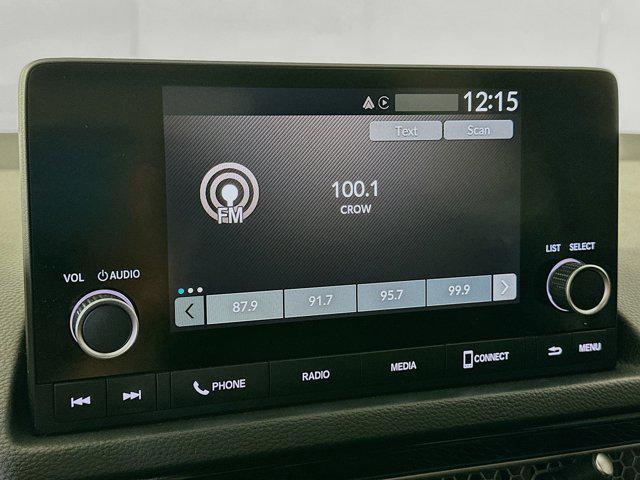 12:15
Text Scan
100.1
CROW
FM
VOL AUDIO
LIST SELECT
87.9 91.7 95.7 99.9
PHONE RADIO MEDIA CONNECT MENU